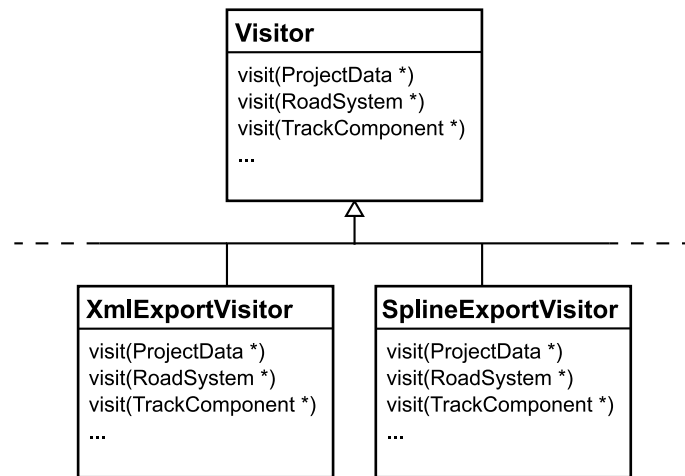 Visitor
visit(ProjectData *)
visit(RoadSystem *)
visit(TrackComponent *)
...
XmlExportVisitor
visit(ProjectData *)
visit(RoadSystem *)
visit(TrackComponent *)
...
SplineExportVisitor
visit(ProjectData *)
visit(RoadSystem *)
visit(TrackComponent *)
...